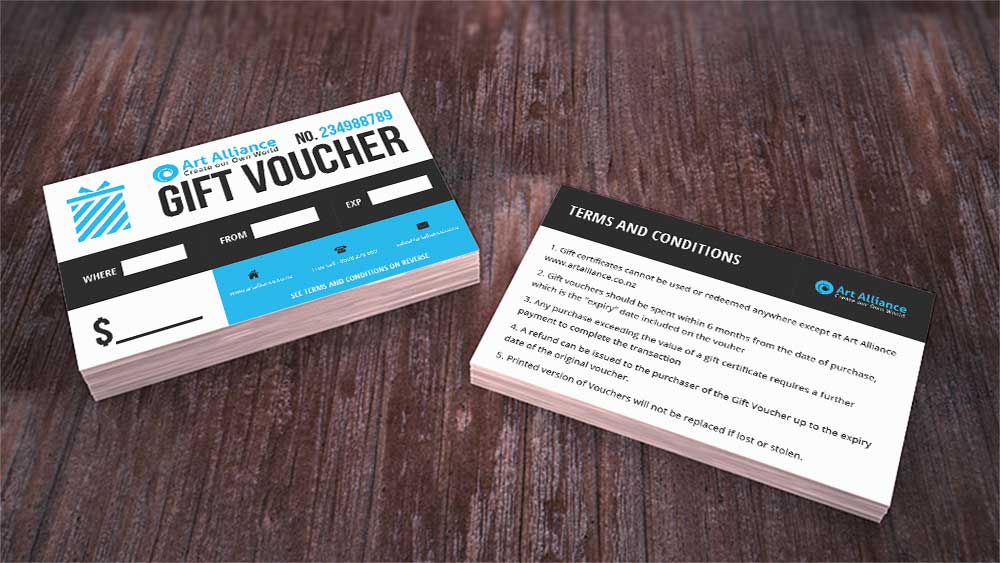 Art Alliance
Create Our Own World
NO. 234988789
GIFT VOUCHER
WHERE
FROM
EXP
SEE TERMS AND CONDITIONS ON REVERSE
$
TERMS AND CONDITIONS
Art Alliance
Create Our Own World
1. Gift certificates cannot be used or redeemed anywhere except at Art Alliance
www.artalliance.co.nz
2. Gift vouchers should be spent within 6 months from the date of purchase,
which is the "expiry" date included on the vouher
3. Any purchase exceeding the value of a gift certificate requires a further
payment to complete the transaction
4. A refund can be issued to the purchaser of the Gift Voucher up to the expiry
date of the original voucher.
5. Printed version of Vouchers will not be replaced if lost or stolen.